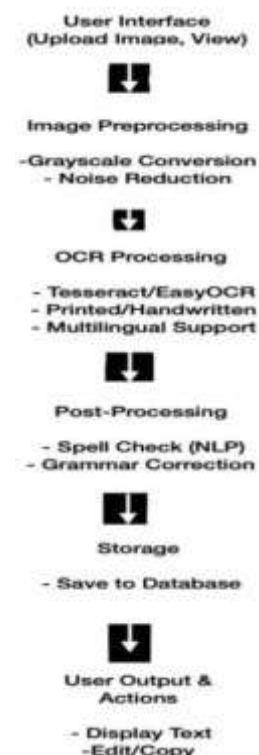 User Interface
(Upload Image, View)
Image Preprocessing
-Grayscale Conversion
- Noise Reduction
OCR Processing
- Tesseract/EasyOCR
- Printed/Handwritten
- Multilingual Support
Post-Processing
- Spell Check (NLP)
- Grammar Correction
Storage
- Save to Database
User Output &
Actions
- Display Text
-Edit/Copy